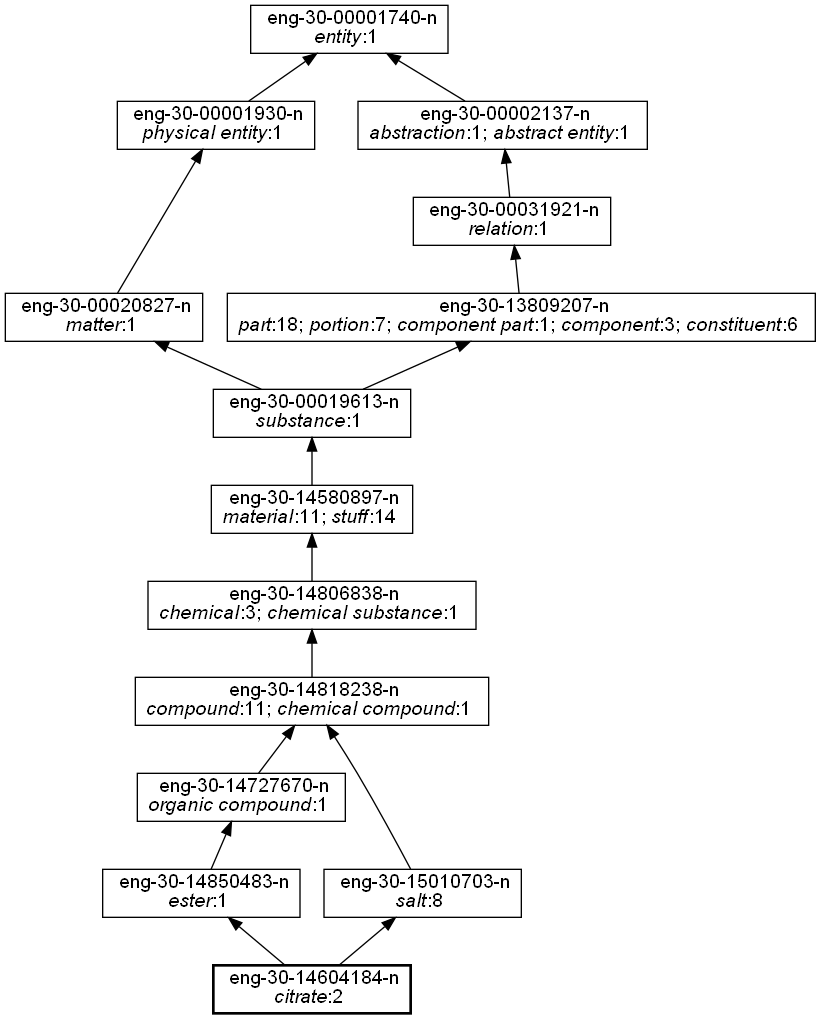 eng-30-00001740-n
entity:1
eng-30-00001930-n
physical entity:1
eng-30-00002137-n
abstraction:1; abstract entity:1
eng-30-00031921-n
relation:1
eng-30-00020827-n
matter:1
eng-30-13809207-n
part:18; portion:7; component part:1; component:3; constituent:6
eng-30-00019613-n
substance:1
eng-30-14580897-n
material:11; stuff:14
eng-30-14806838-n
chemical:3; chemical substance:1
eng-30-14818238-n
compound:11; chemical compound:1
eng-30-14727670-n
organic compound:1
eng-30-14850483-n
ester:1
eng-30-15010703-n
salt:8
eng-30-14604184-n
citrate:2